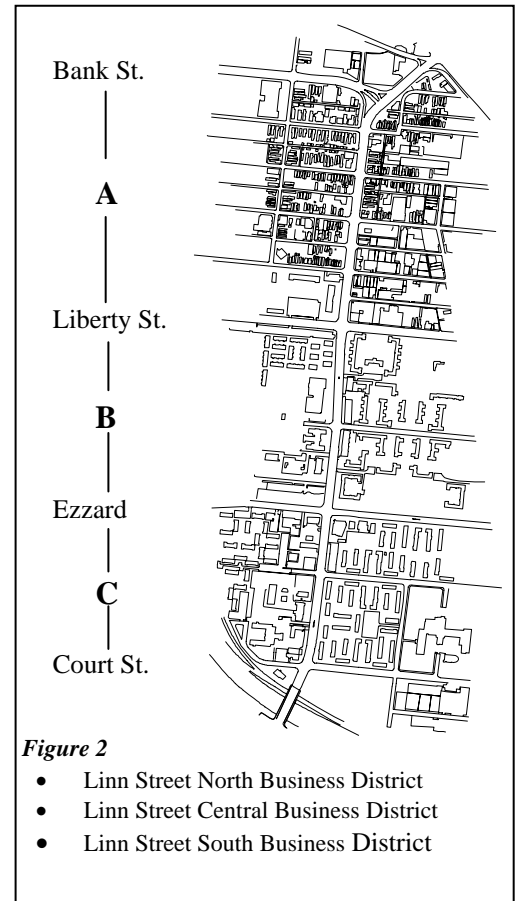 Bank St.
A
Liberty St.
B
Ezzard
C
Court St.
Figure 2
• Linn Street North Business District
• Linn Street Central Business District
• Linn Street South Business District